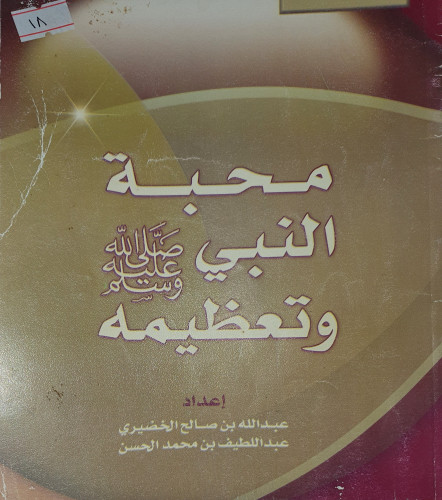 ١٨
محبة
النبي صلى الله عليه وسلم
وتعظيمه
إعداد
عبدالله بن صالح الخضيري
عبداللطيف بن محمد الحسن